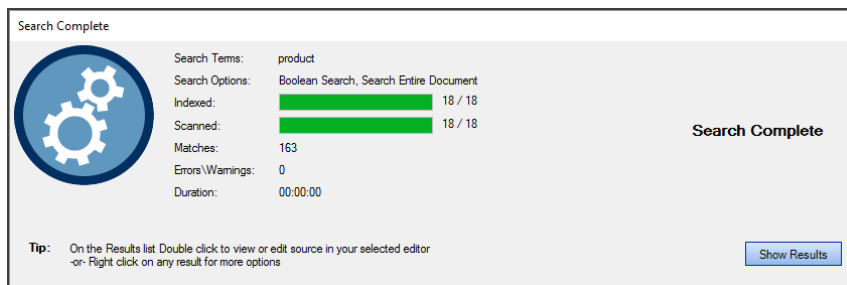 Search Complete
Search Terms: product
Search Options: Boolean Search, Search Entire Document
Indexed: 18 / 18
Scanned: 18 / 18
Matches: 163
Errors\Warnings: 0
Duration: 00:00:00
Search Complete
Tip: On the Results list Double click to view or edit source in your selected editor
-or- Right click on any result for more options
Show Results